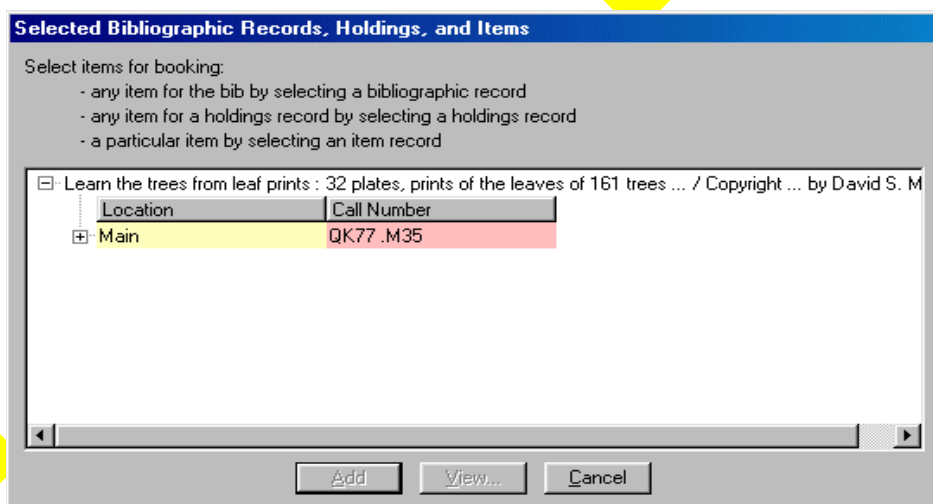 Selected Bibliographic Records, Holdings, and Items
Select items for booking:
- any item for the bib by selecting a bibliographic record
- any item for a holdings record by selecting a holdings record
- a particular item by selecting an item record
Learn the trees from leaf prints : 32 plates, prints of the leaves of 161 trees ... / Copyright ... by David S. M
Location Call Number
Main QK77 .M35
Add View... Cancel